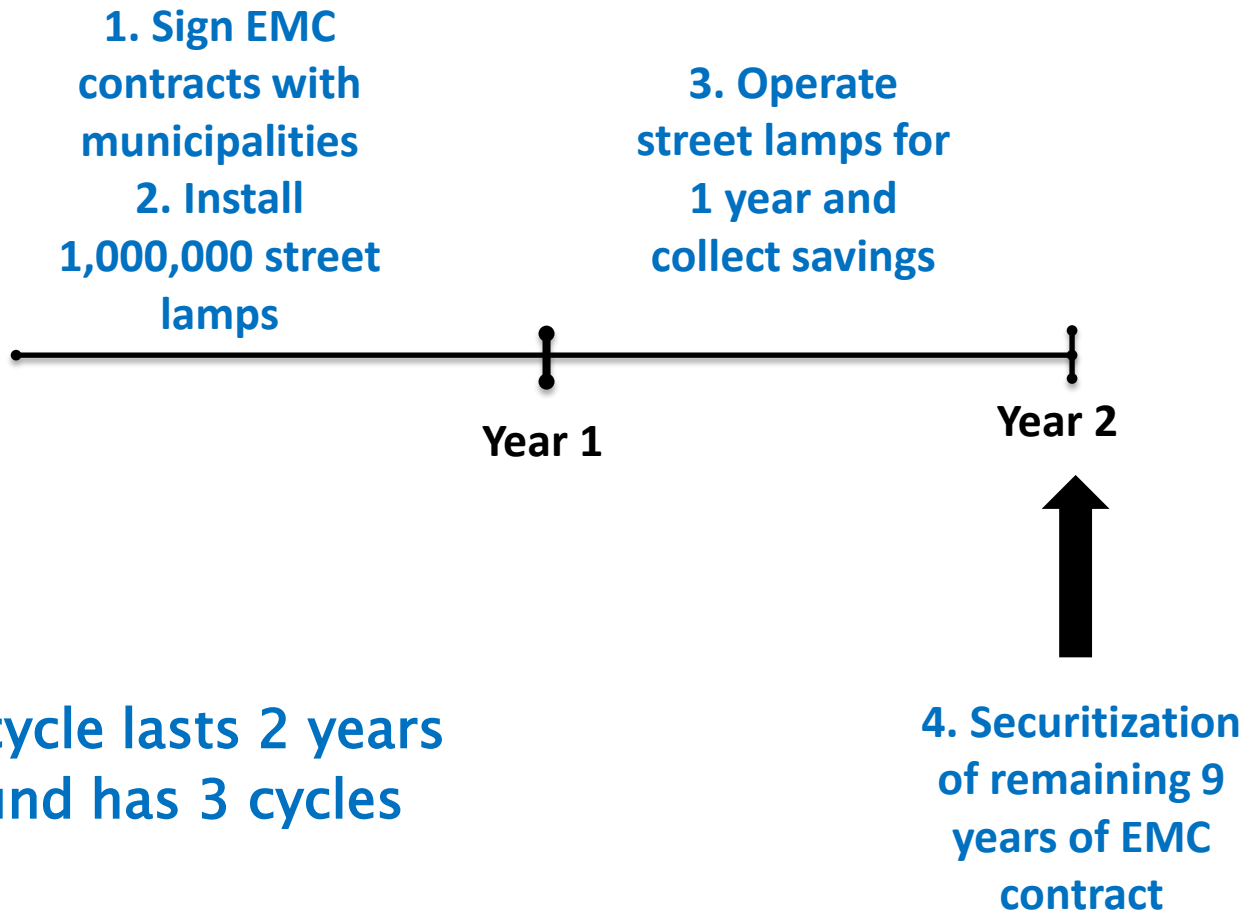 1. Sign EMC
contracts with
municipalities
2. Install
1,000,000 street
lamps
3. Operate
street lamps for
1 year and
collect savings
Year 1
Year 2
cycle lasts 2 years
und has 3 cycles
4. Securitization
of remaining 9
years of EMC
contract